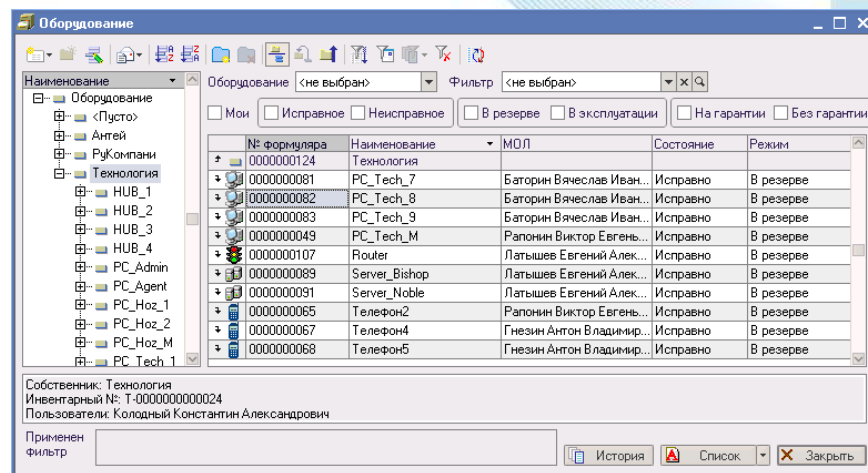 Оборудование
Наименование
Оборудование
<Пусто>
Антей
РуКомпани
Технология
HUB_1
HUB_2
HUB_3
HUB_4
PC_Admin
PC_Agent
PC_Hoz_1
PC_Hoz_2
PC_Hoz_M
PC_Tech_1
Оборудование <не выбран> Фильтр <не выбран>
Мои Исправное Неисправное В резерве В эксплуатации На гарантии Без гарантии
№ формуляра Наименование МОЛ Состояние Режим
0000000124 Технология
0000000081 PC_Tech_7 Баторин Вячеслав Иван... Исправно В резерве
0000000082 PC_Tech_8 Баторин Вячеслав Иван... Исправно В резерве
0000000083 PC_Tech_9 Баторин Вячеслав Иван... Исправно В резерве
0000000049 PC_Tech_M Рапонин Виктор Евгень... Исправно В резерве
0000000107 Router Латышев Евгений Алек... Исправно В резерве
0000000089 Server_Bishop Латышев Евгений Алек... Исправно В резерве
0000000091 Server_Noble Латышев Евгений Алек... Исправно В резерве
0000000065 Телефон2 Рапонин Виктор Евгень... Исправно В резерве
0000000067 Телефон4 Гнезин Антон Владимир... Исправно В резерве
0000000068 Телефон5 Гнезин Антон Владимир... Исправно В резерве
Собственник: Технология
Инвентарный №: Т-0000000000024
Пользователи: Колодный Константин Александрович
Применен
фильтр
История Список Закрыть